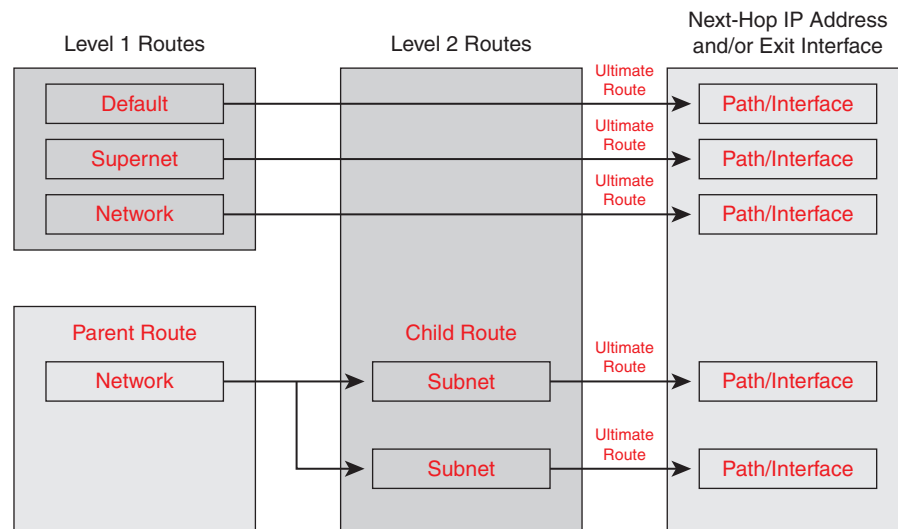 Level 1 Routes
Level 2 Routes
Next-Hop IP Address
and/or Exit Interface
Default
Ultimate
Route
Path/Interface
Supernet
Ultimate
Route
Path/Interface
Network
Ultimate
Route
Path/Interface
Parent Route
Child Route
Network
Subnet
Ultimate
Route
Path/Interface
Subnet
Ultimate
Route
Path/Interface